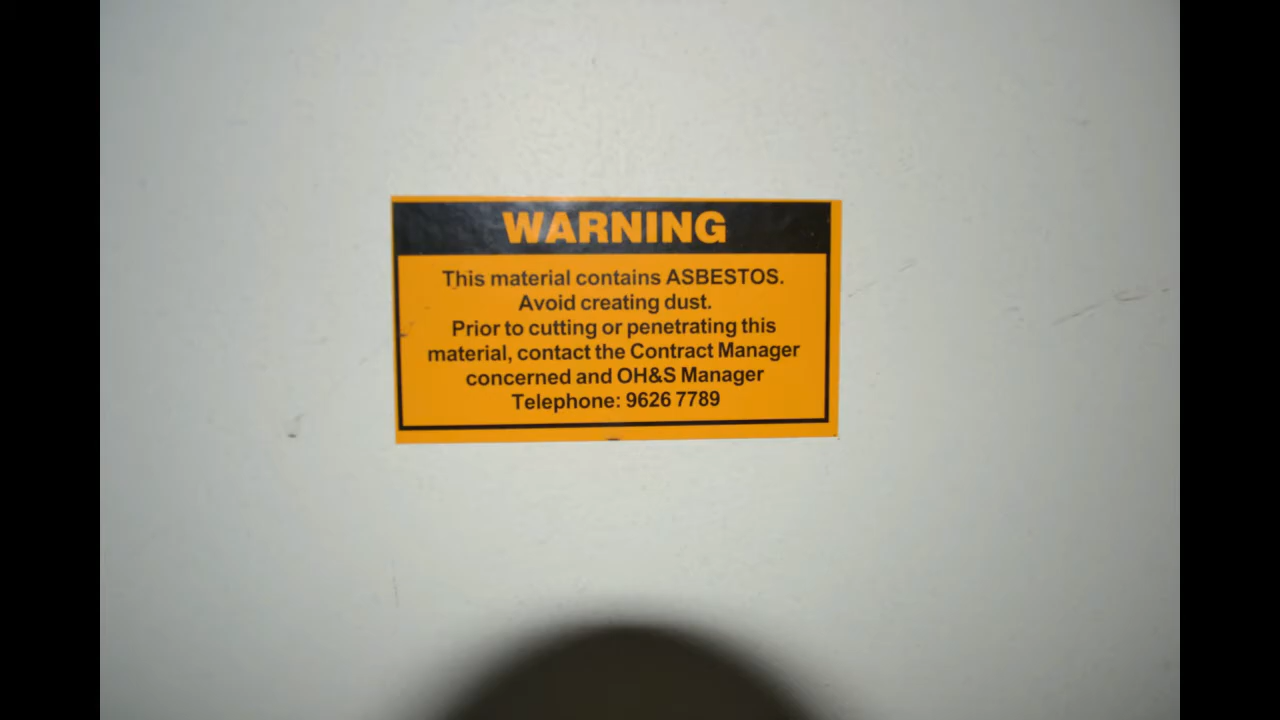 WARNING
This material contains ASBESTOS.
Avoid creating dust.
Prior to cutting or penetrating this
material, contact the Contract Manager
concerned and OH&S Manager
Telephone: 9626 7789